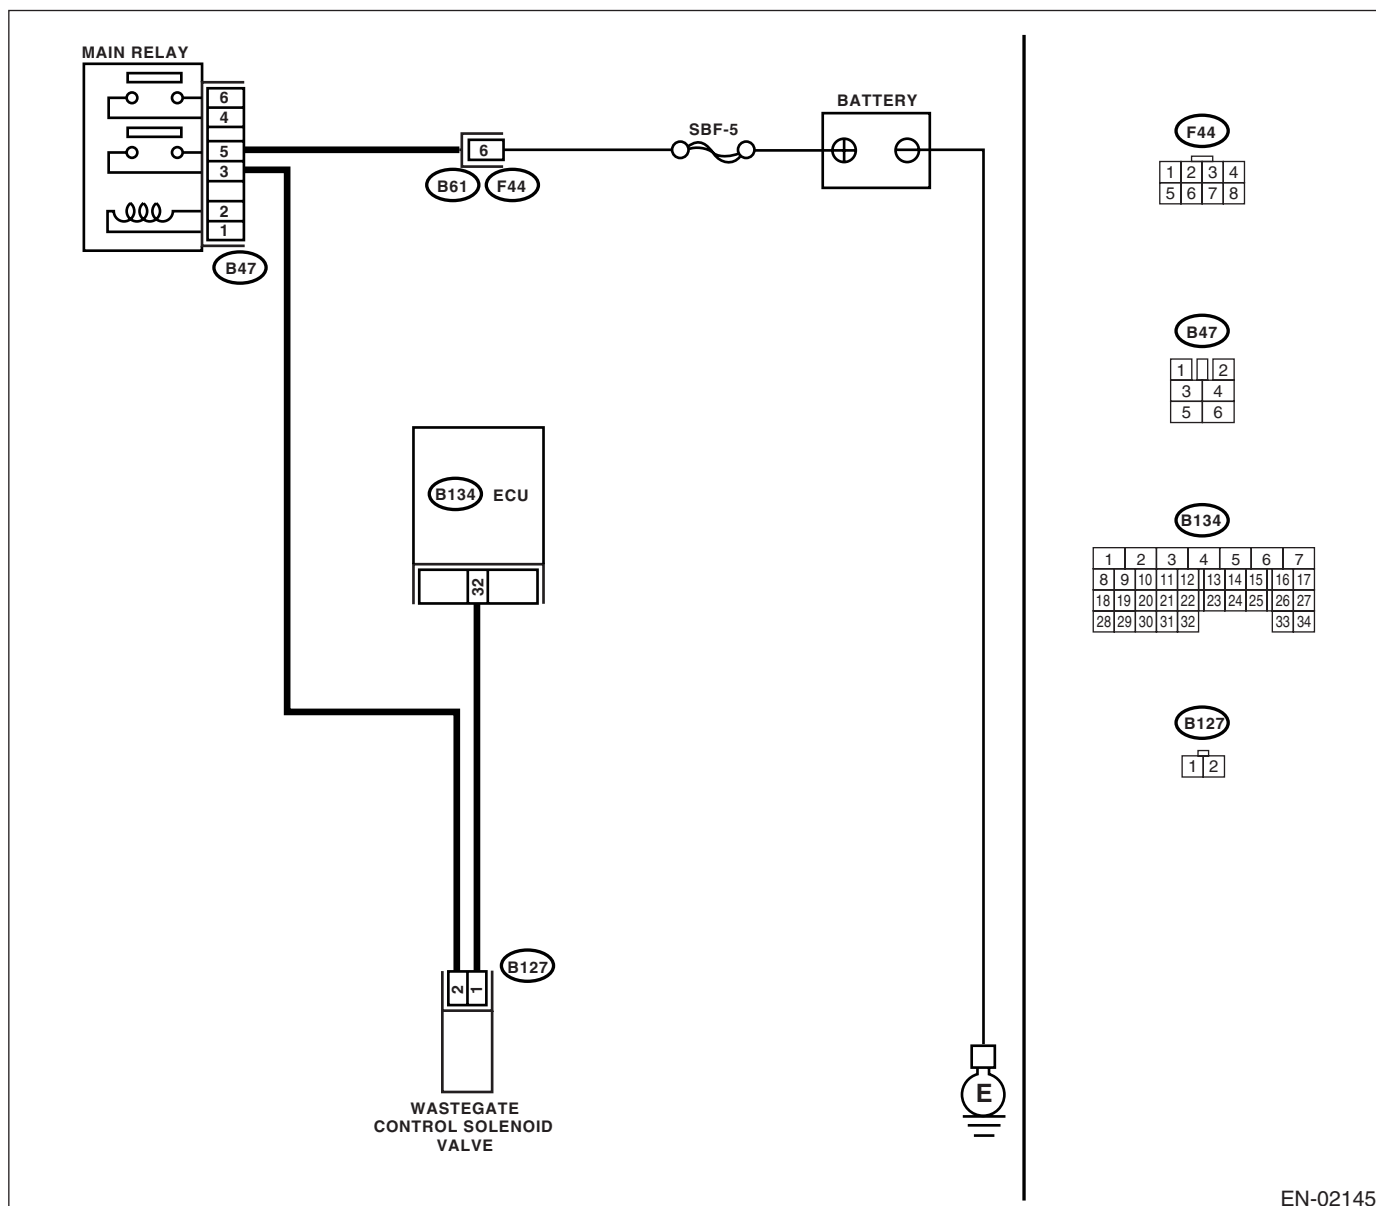 MAIN RELAY
6
4
5
3
2
1
B47
6
B61
F44
SBF-5
BATTERY
B134
ECU
32
B127
2
1
WASTEGATE
CONTROL SOLENOID
VALVE
E
F44
1 2 3 4
5 6 7 8
B47
1 2
3 4
5 6
B134
1 2 3 4 5 6 7
8 9 10 11 12 13 14 15 16 17
18 19 20 21 22 23 24 25 26 27
28 29 30 31 32 33 34
B127
1 2
EN-02145